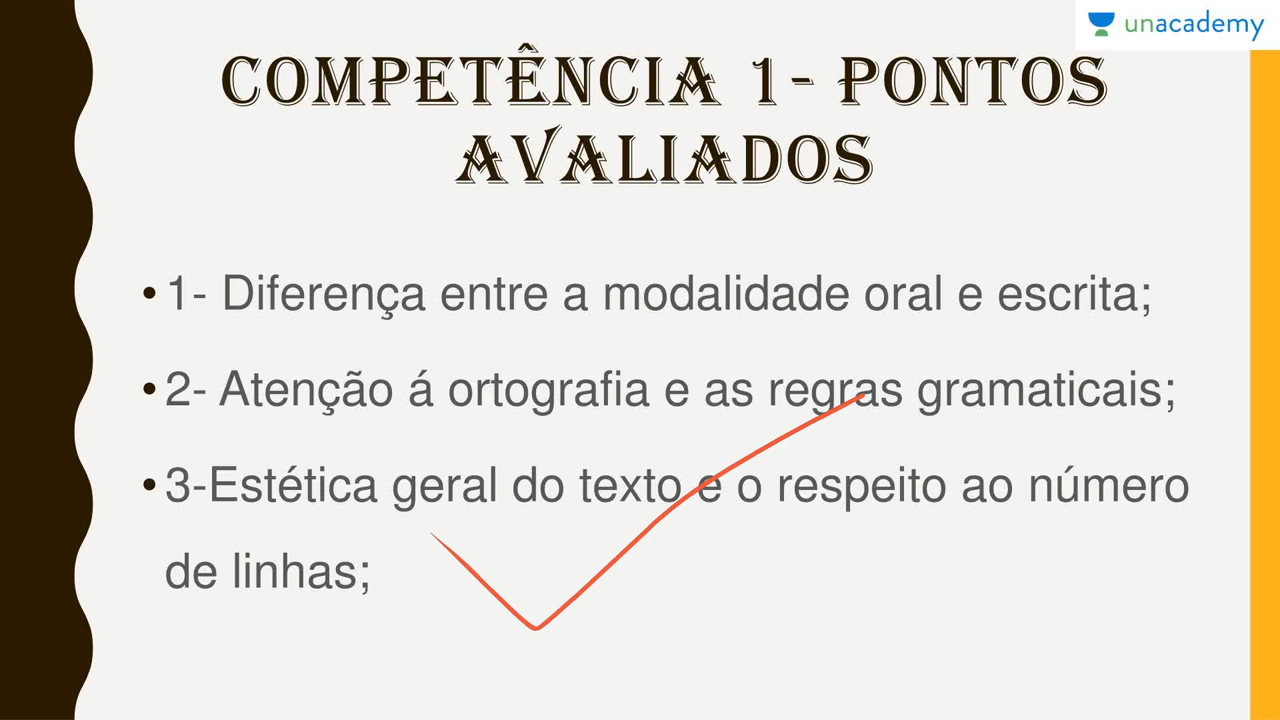 unacademy
COMPETÊNCIA 1- PONTOS
AVALIADOS
• 1- Diferença entre a modalidade oral e escrita;
• 2- Atenção á ortografia e as regras gramaticais;
• 3-Estética geral do texto e o respeito ao número
de linhas;